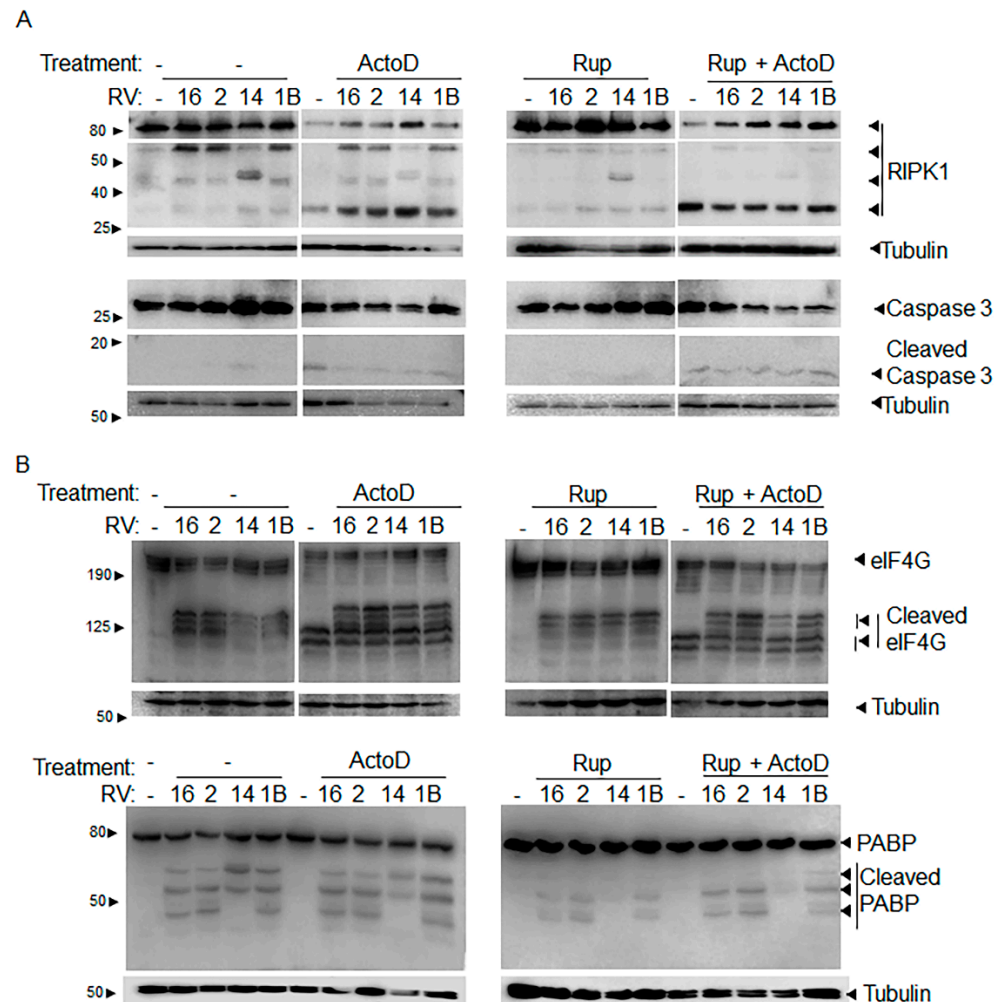 A
Treatment: - - ActoD Rup Rup + ActoD
RV: - 16 2 14 1B - 16 2 14 1B - 16 2 14 1B - 16 2 14 1B
80
50
40
25
RIPK1
Tubulin
25
Caspase 3
20
Cleaved
Caspase 3
50
Tubulin
B
Treatment: - - ActoD Rup Rup + ActoD
RV: - 16 2 14 1B - 16 2 14 1B - 16 2 14 1B - 16 2 14 1B
190
eIF4G
125
Cleaved
eIF4G
50
Tubulin
Treatment: - - ActoD Rup Rup + ActoD
RV: - 16 2 14 1B - 16 2 14 1B - 16 2 14 1B - 16 2 14 1B
80
PABP
Cleaved
50
PABP
50
Tubulin